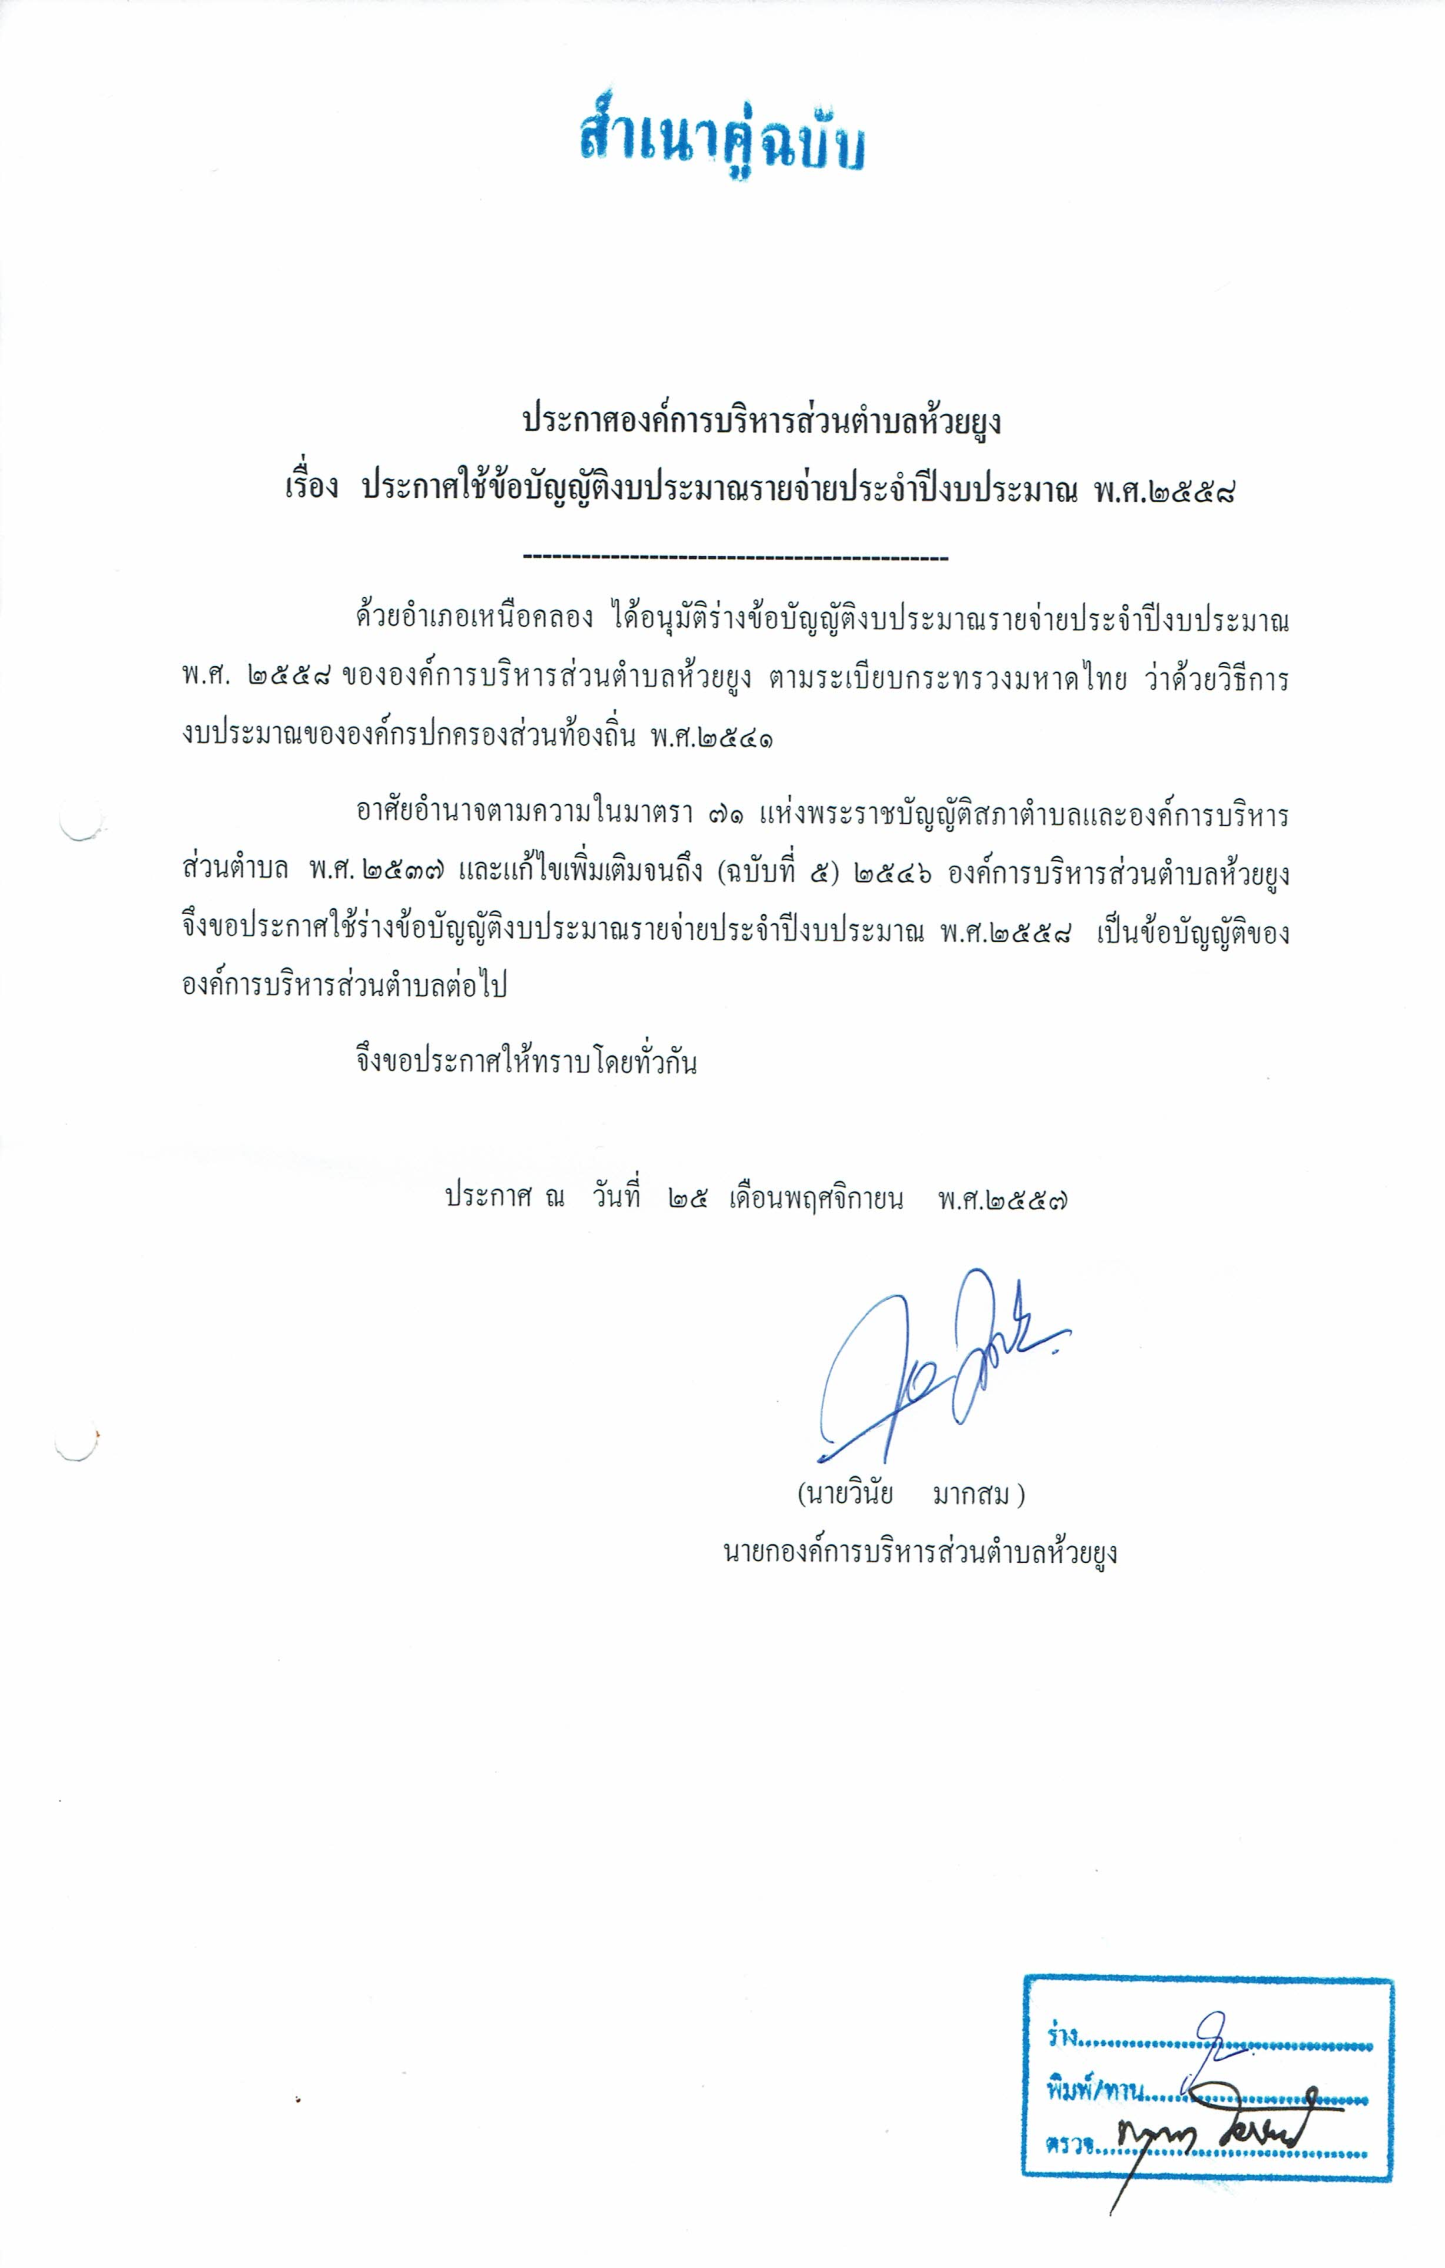 สำเนาคู่ฉบับ
ประกาศองค์การบริหารส่วนตำบลห้วยยูง
เรื่อง ประกาศใช้ข้อบัญญัติงบประมาณรายจ่ายประจำปีงบประมาณ พ.ศ.๒๕๕๘
-------------------------------------------
ด้วยอำเภอเหนือคลอง ได้อนุมัติร่างข้อบัญญัติงบประมาณรายจ่ายประจำปีงบประมาณ
พ.ศ. ๒๕๕๘ ขององค์การบริหารส่วนตำบลห้วยยูง ตามระเบียบกระทรวงมหาดไทย ว่าด้วยวิธีการ
งบประมาณขององค์กรปกครองส่วนท้องถิ่น พ.ศ.๒๕๔๑
อาศัยอำนาจตามความในมาตรา ๗๑ แห่งพระราชบัญญัติสภาตำบลและองค์การบริหาร
ส่วนตำบล พ.ศ. ๒๕๓๗ และแก้ไขเพิ่มเติมจนถึง (ฉบับที่ ๕) ๒๕๔๖ องค์การบริหารส่วนตำบลห้วยยูง
จึงขอประกาศใช้ร่างข้อบัญญัติงบประมาณรายจ่ายประจำปีงบประมาณ พ.ศ.๒๕๕๘ เป็นข้อบัญญัติของ
องค์การบริหารส่วนตำบลต่อไป
จึงขอประกาศให้ทราบโดยทั่วกัน
ประกาศ ณ วันที่ ๒๕ เดือนพฤศจิกายน พ.ศ.๒๕๕๗
(นายวินัย มากสม )
นายกองค์การบริหารส่วนตำบลห้วยยูง
ร่าง
พิมพ์/ทาน
ตรวจ